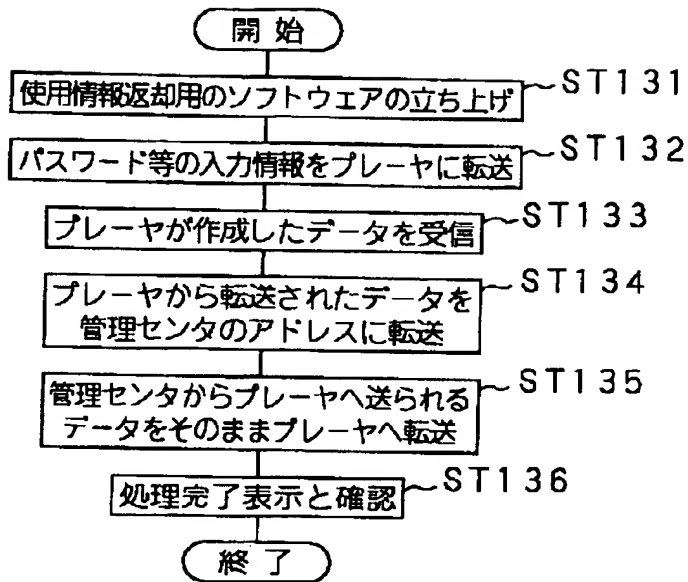 開始
使用情報返却用のソフトウェアの立ち上げ ST131
パスワード等の入力情報をプレーヤに転送 ST132
プレーヤが作成したデータを受信 ST133
プレーヤから転送されたデータを ST134
管理センタのアドレスに転送
管理センタからプレーヤへ送られる ST135
データをそのままプレーヤへ転送
処理完了表示と確認 ST136
終了